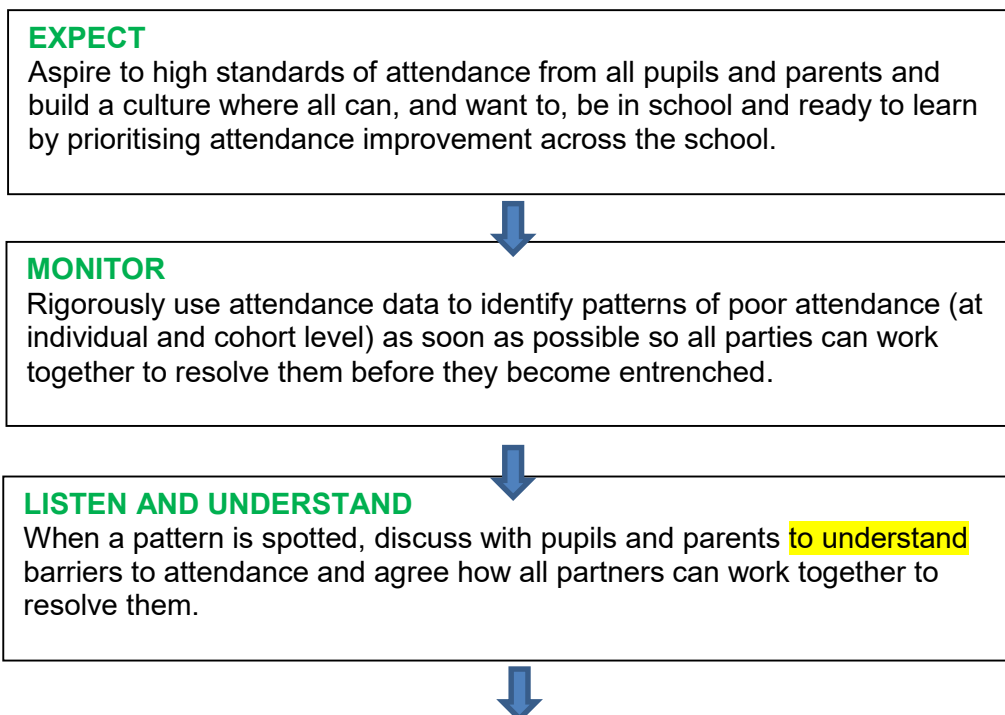 EXPECT
Aspire to high standards of attendance from all pupils and parents and
build a culture where all can, and want to, be in school and ready to learn
by prioritising attendance improvement across the school.
MONITOR
Rigorously use attendance data to identify patterns of poor attendance (at
individual and cohort level) as soon as possible so all parties can work
together to resolve them before they become entrenched.
LISTEN AND UNDERSTAND
When a pattern is spotted, discuss with pupils and parents to understand
barriers to attendance and agree how all partners can work together to
resolve them.